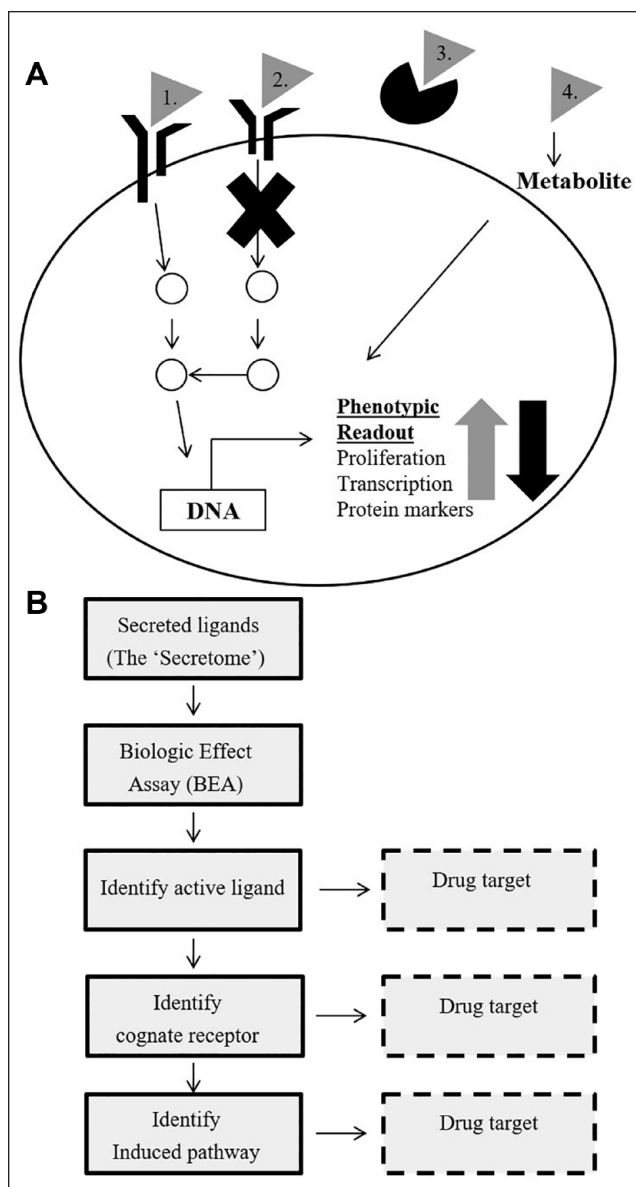 A
1.
2.
3.
4.
Metabolite
Phenotypic
Readout
Proliferation
Transcription
Protein markers
DNA
B
Secreted ligands
(The ‘Secretome’)
Biologic Effect
Assay (BEA)
Identify active ligand
Drug target
Identify
cognate receptor
Drug target
Identify
Induced pathway
Drug target